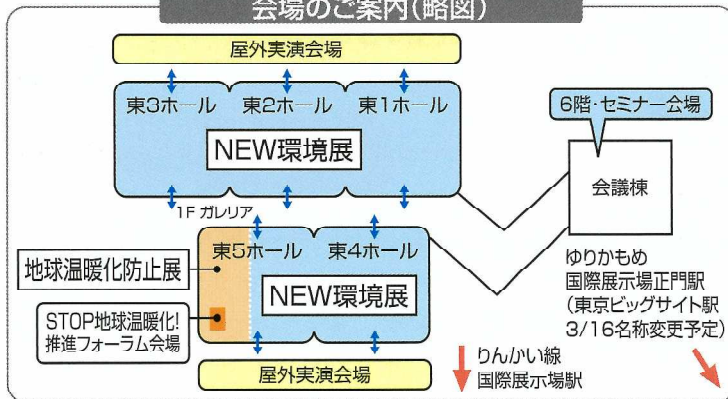 会場のご案内(略図)
屋外実演会場
東3ホール
東2ホール
東1ホール
NEW環境展
6階・セミナー会場
会議棟
1F ガレリア
東5ホール
東4ホール
地球温暖化防止展
NEW環境展
STOP地球温暖化!
推進フォーラム会場
屋外実演会場
ゆりかもめ
国際展示場正門駅
(東京ビッグサイト駅
3/16名称変更予定)
りんかい線
国際展示場駅